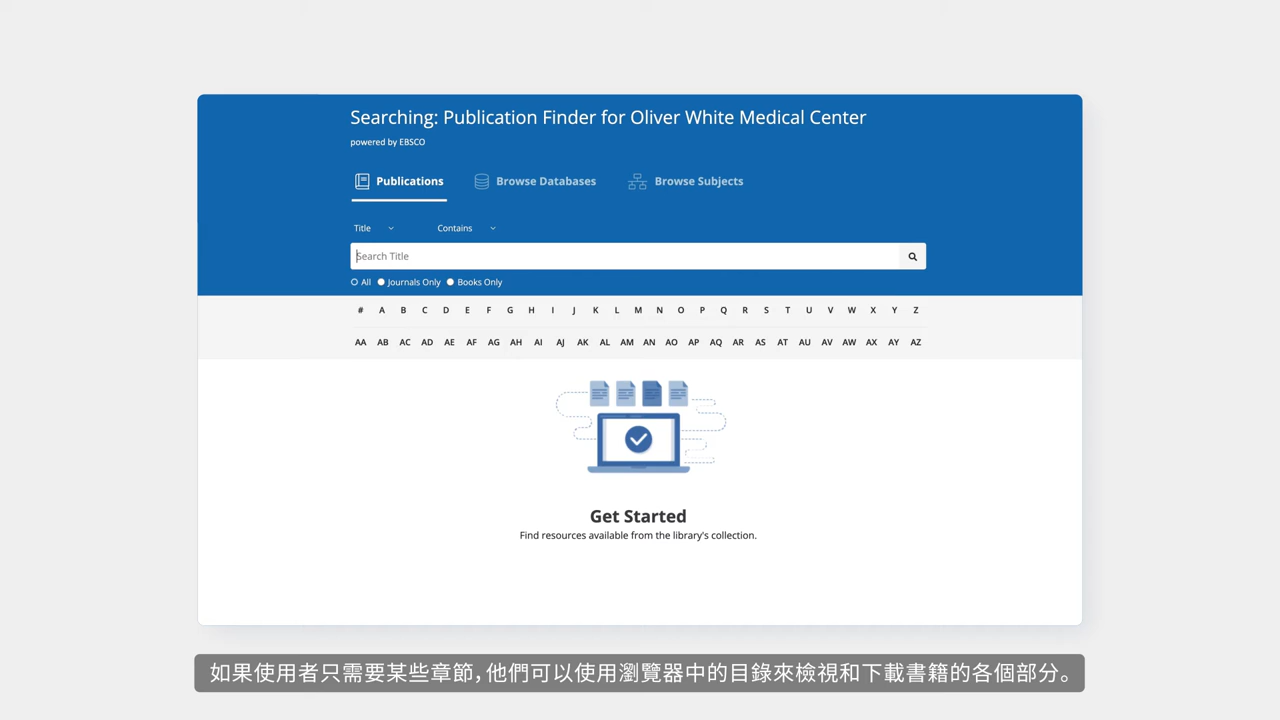 Searching: Publication Finder for Oliver White Medical Center
powered by EBSCO
Publications Browse Databases Browse Subjects
Title Contains
Search Title
All Journals Only Books Only
# A B C D E F G H I J K L M N O P Q R S T U V W X Y Z
AA AB AC AD AE AF AG AH AI AJ AK AL AM AN AO AP AQ AR AS AT AU AV AW AX AY AZ
Get Started
Find resources available from the library's collection.
如果使用者只需要某些章節,他們可以使用瀏覽器中的目錄來檢視和下載書籍的各個部分。